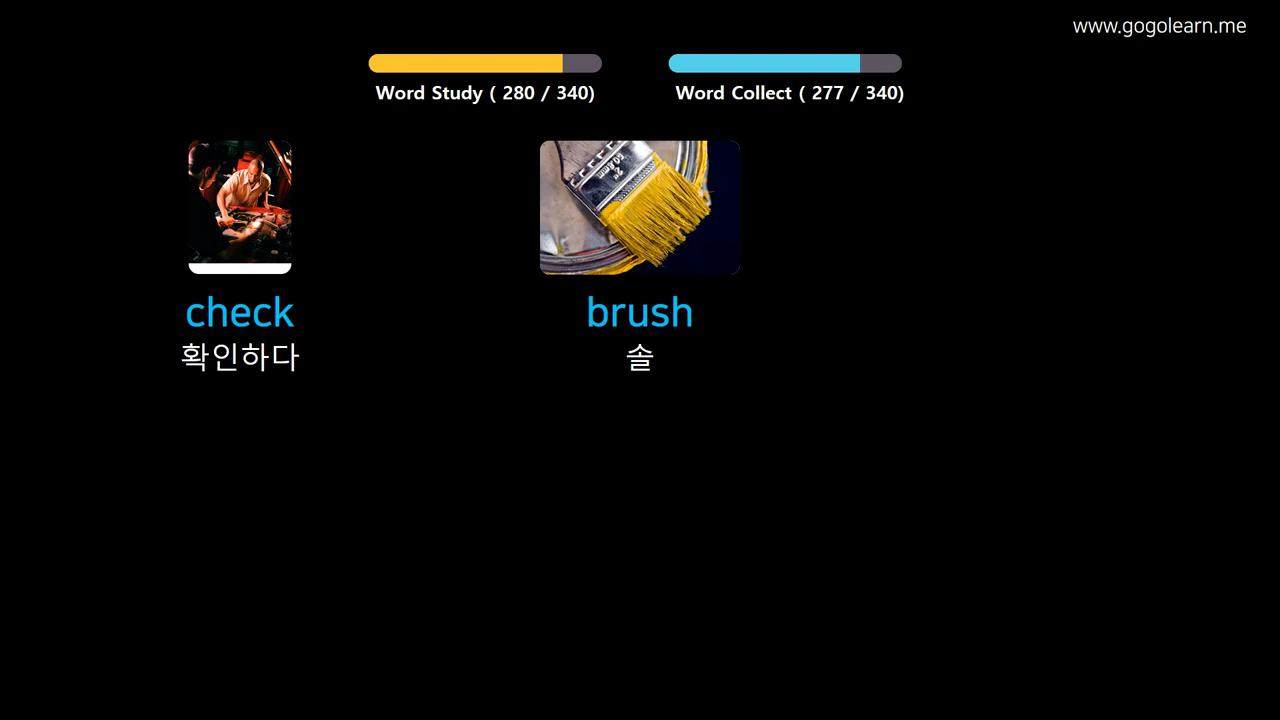 www.gogolearn.me
Word Study ( 280 / 340)
Word Collect ( 277 / 340)
check
확인하다
brush
솔